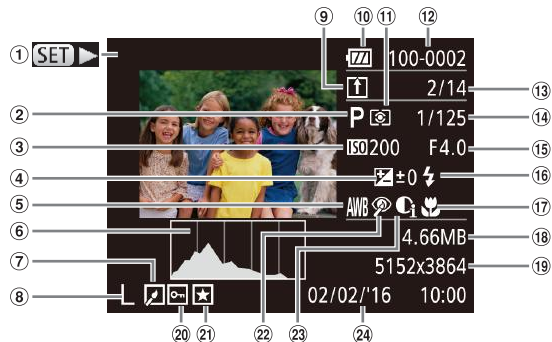 ⑨ ⑩ ⑪ ⑫
① SET 100-0002
2/14 ⑬
② P 1/125 ⑭
③ ISO 200 F4.0 ⑮
④ ±0 ⑯
⑤ AWB i ⑰
⑥ 4.66MB ⑱
⑦ 5152x3864 ⑲
⑧ L 02/02/'16 10:00
⑳ ㉑ ㉒ ㉓ ㉔